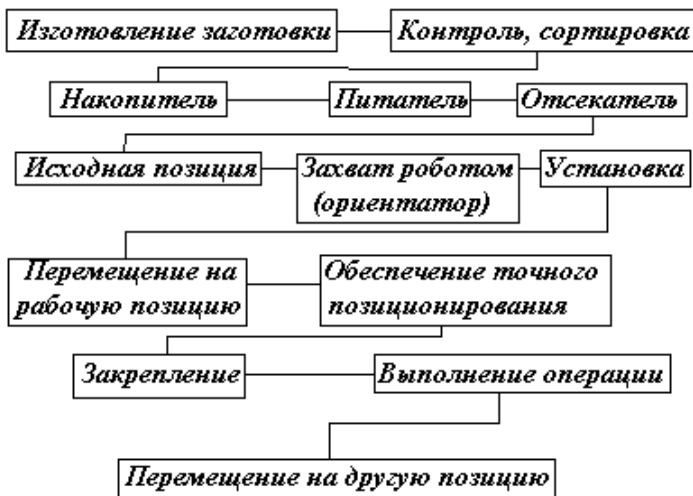 Изготовление заготовки
Контроль, сортировка
Накопитель
Питатель
Отсекатель
Исходная позиция
Захват роботом
(ориентатор)
Установка
Перемещение на
рабочую позицию
Обеспечение точного
позиционирования
Закрепление
Выполнение операции
Перемещение на другую позицию